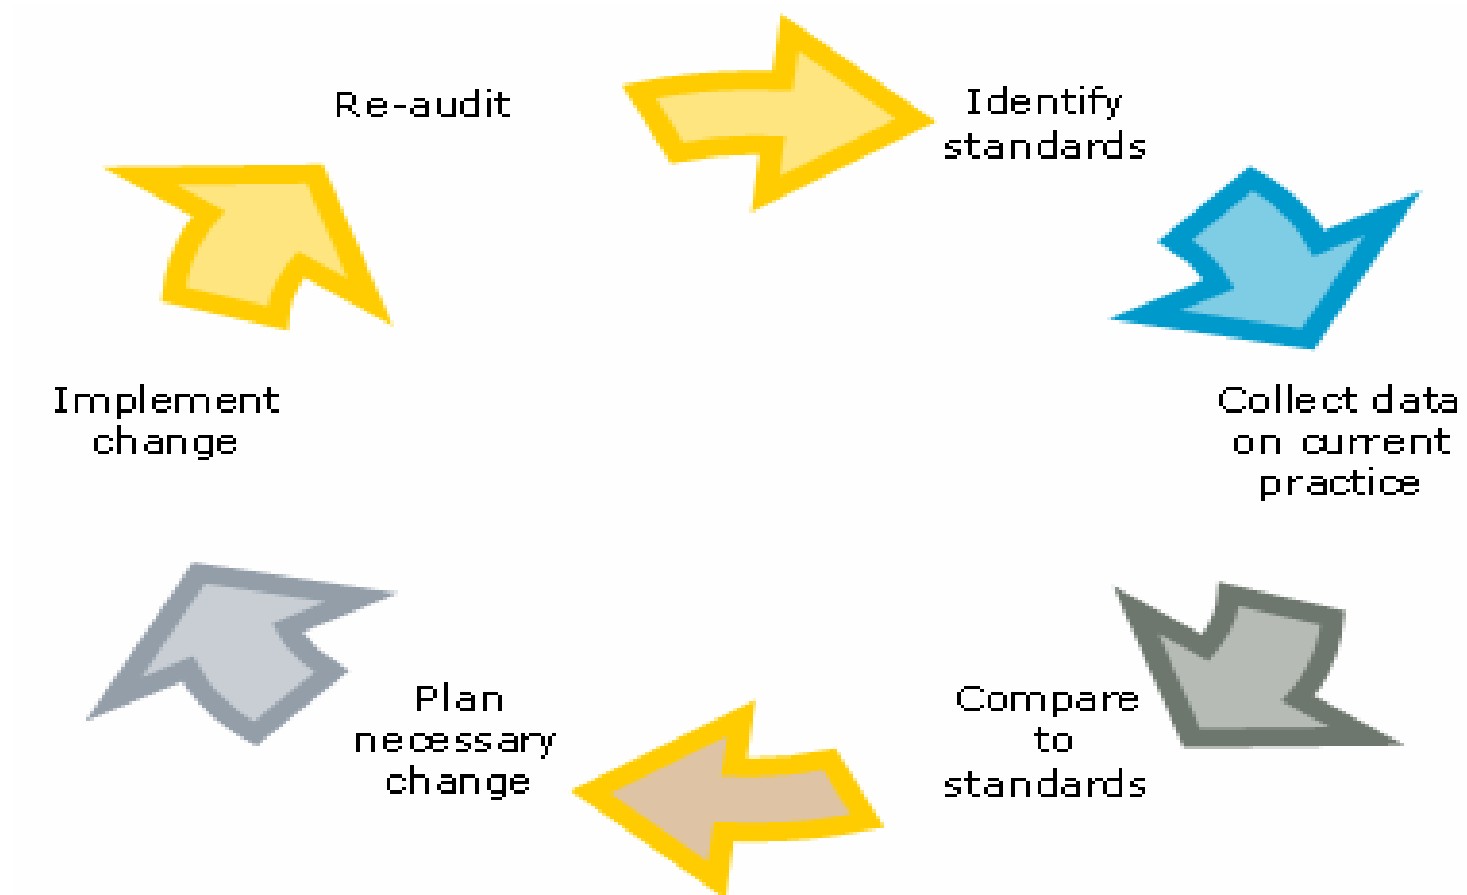 Re-audit
Identify
standards
Implement
change
Collect data
on current
practice
Plan
necessary
change
Compare
to
standards